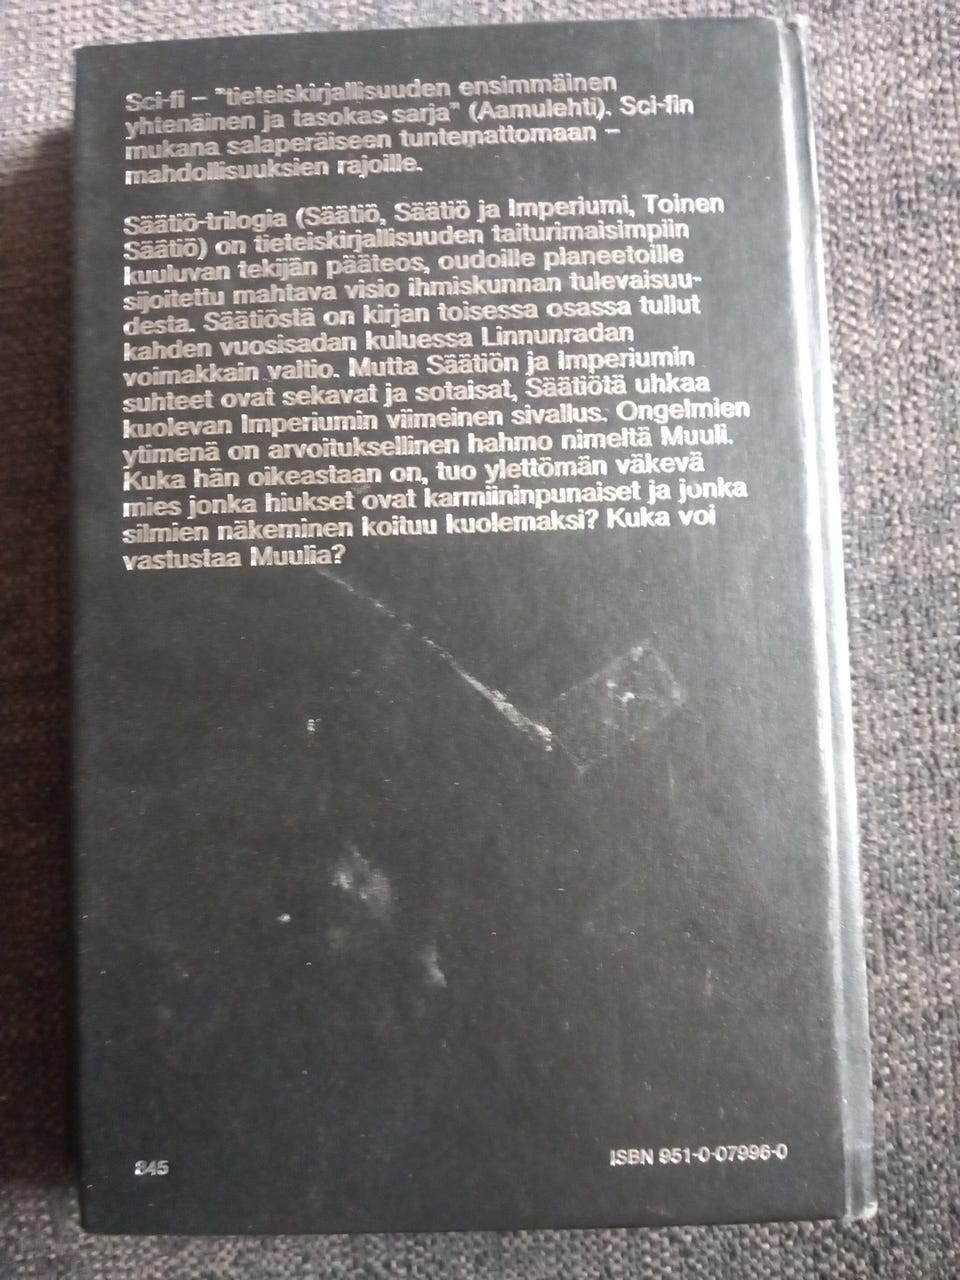 Sci-fi – "tieteiskirjallisuuden ensimmäinen
yhtenäinen ja tasokas sarja" (Aamulehti). Sci-fin
mukana salaperäiseen tuntemattomaan –
mahdollisuuksien rajoille.
Säätiö-trilogia (Säätiö, Säätiö ja Imperiumi, Toinen
Säätiö) on tieteiskirjallisuuden taiturimaisimpiin
kuuluvan tekijän pääteos, oudoille planeetoille
sijoitettu mahtava visio ihmiskunnan tulevaisuu-
desta. Säätiöstä on kirjan toisessa osassa tullut
kahden vuosisadan kuluessa Linnunradan
voimakkain valtio. Mutta Säätiön ja Imperiumin
suhteet ovat sekavat ja sotaisat, Säätiötä uhkaa
kuolevan Imperiumin viimeinen sivallus. Ongelmien
ytimenä on arvoituksellinen hahmo nimeltä Muuli.
Kuka hän oikeastaan on, tuo ylettömän väkevä
mies jonka hiukset ovat karmiininpunaiset ja jonka
silmien näkeminen koituu kuolemaksi? Kuka voi
vastustaa Muulia?
845
ISBN 951-0-07996-0